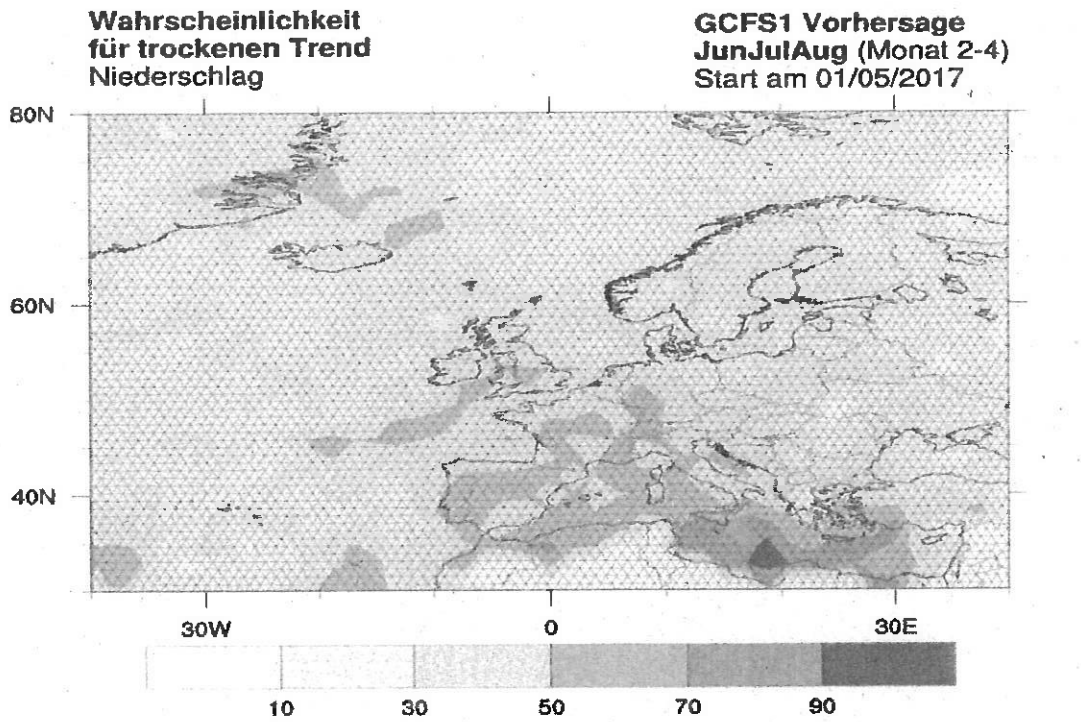 Wahrscheinlichkeit
für trockenen Trend
Niederschlag
GCFS1 Vorhersage
JunJulAug (Monat 2-4)
Start am 01/05/2017
80N
60N
40N
30W
0
30E
10
30
50
70
90